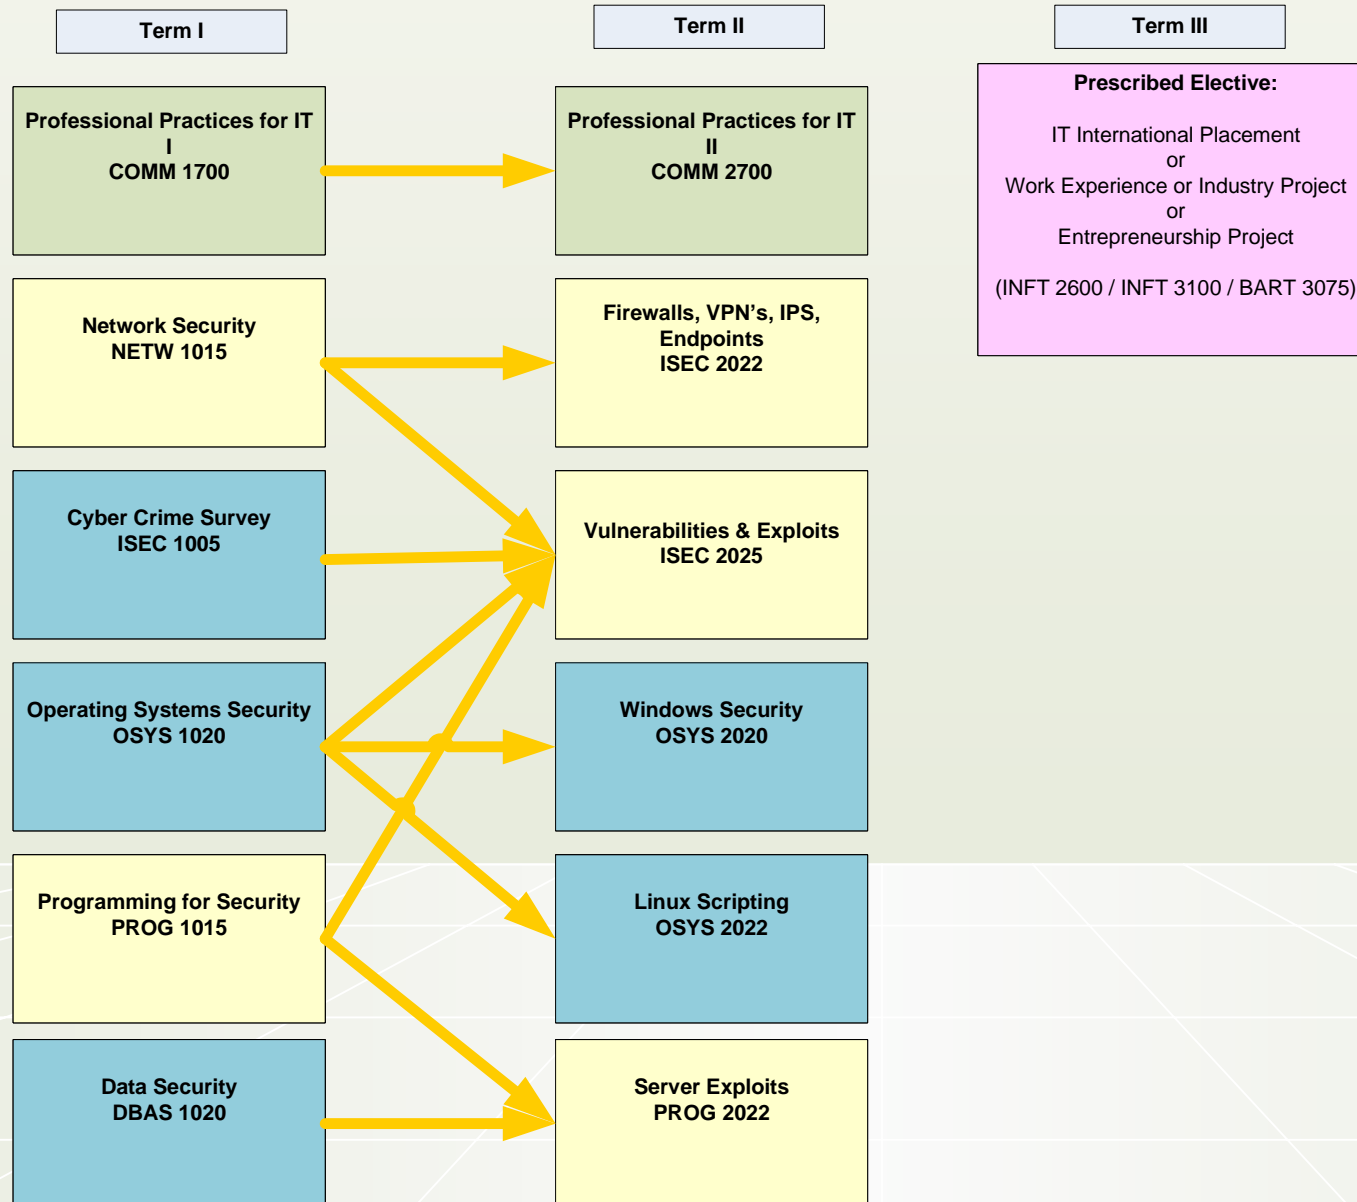 Term I
Term II
Term III
Professional Practices for IT
I
COMM 1700
Professional Practices for IT
II
COMM 2700
Prescribed Elective:
IT International Placement
or
Work Experience or Industry Project
or
Entrepreneurship Project
(INFT 2600 / INFT 3100 / BART 3075)
Network Security
NETW 1015
Firewalls, VPN's, IPS,
Endpoints
ISEC 2022
Cyber Crime Survey
ISEC 1005
Vulnerabilities & Exploits
ISEC 2025
Operating Systems Security
OSYS 1020
Windows Security
OSYS 2020
Programming for Security
PROG 1015
Linux Scripting
OSYS 2022
Data Security
DBAS 1020
Server Exploits
PROG 2022